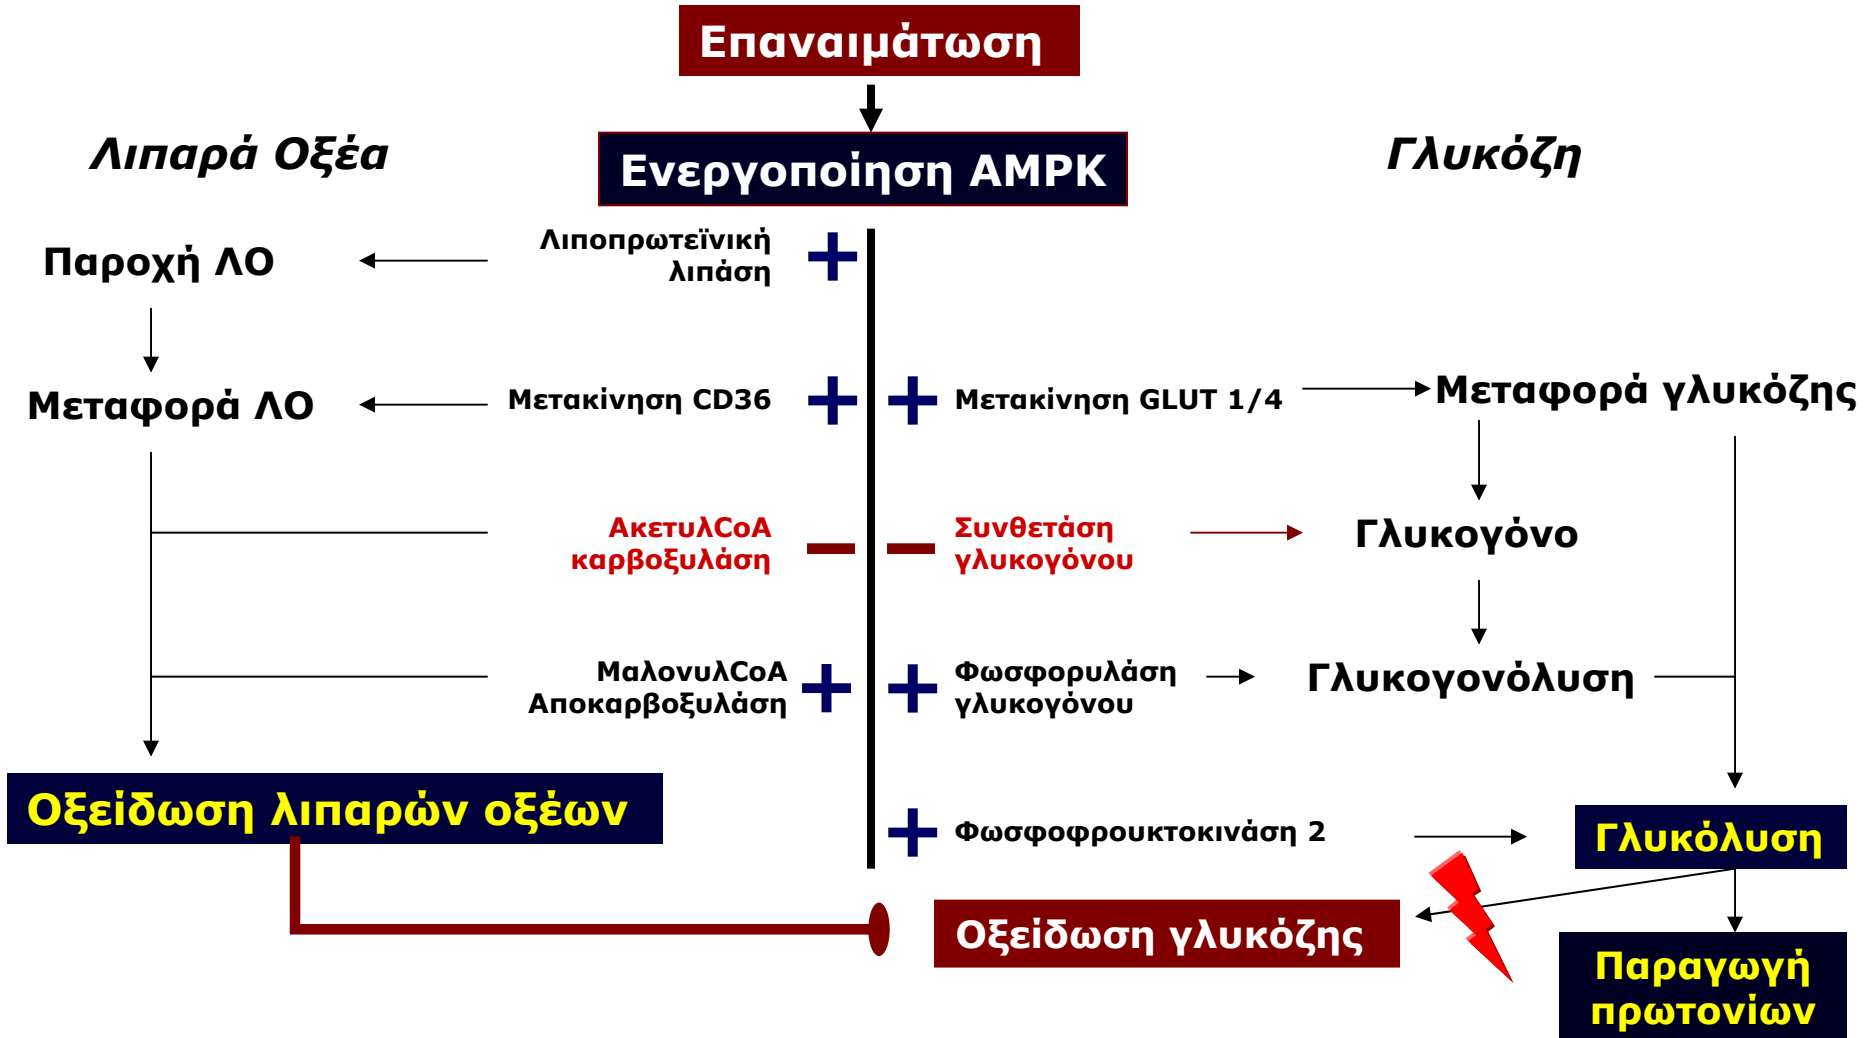 Επαναιμάτωση
Λιπαρά Οξέα
Ενεργοποίηση AMPK
Γλυκόζη
Παροχή ΛΟ
Λιποπρωτεϊνική
λιπάση
+
Μεταφορά ΛΟ
Μετακίνηση CD36
+
+
Μετακίνηση GLUT 1/4
Μεταφορά γλυκόζης
ΑκετυλCoA
καρβοξυλάση
–
–
Συνθετάση
γλυκογόνου
Γλυκογόνο
ΜαλονυλCoA
Αποκαρβοξυλάση
+
+
Φωσφορυλάση
γλυκογόνου
Γλυκογονόλυση
Οξείδωση λιπαρών οξέων
+
Φωσφοφρουκτοκινάση 2
Γλυκόλυση
Οξείδωση γλυκόζης
Παραγωγή
πρωτονίων